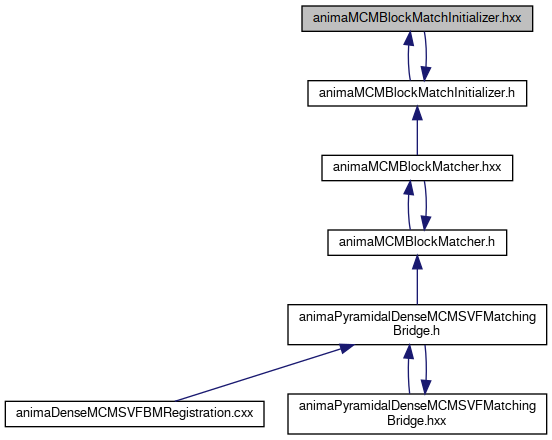 animaMCMBlockMatchInitializer.hxx
animaMCMBlockMatchInitializer.h
animaMCMBlockMatcher.hxx
animaMCMBlockMatcher.h
animaPyramidalDenseMCMSVFMatching
Bridge.h
animaDenseMCMSVFBMRegistration.cxx
animaPyramidalDenseMCMSVFMatching
Bridge.hxx